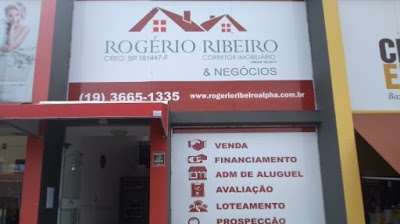 ROGÉRIO RIBEIRO
CRECI: SP 181447-F CORRETOR IMOBILIÁRIO
& NEGÓCIOS
(19) 3665-1335 www.rogerioribeiroalpha.com.br
VENDA
FINANCIAMENTO
ADM DE ALUGUEL
AVALIAÇÃO
LOTEAMENTO
PROSPECÇÃO